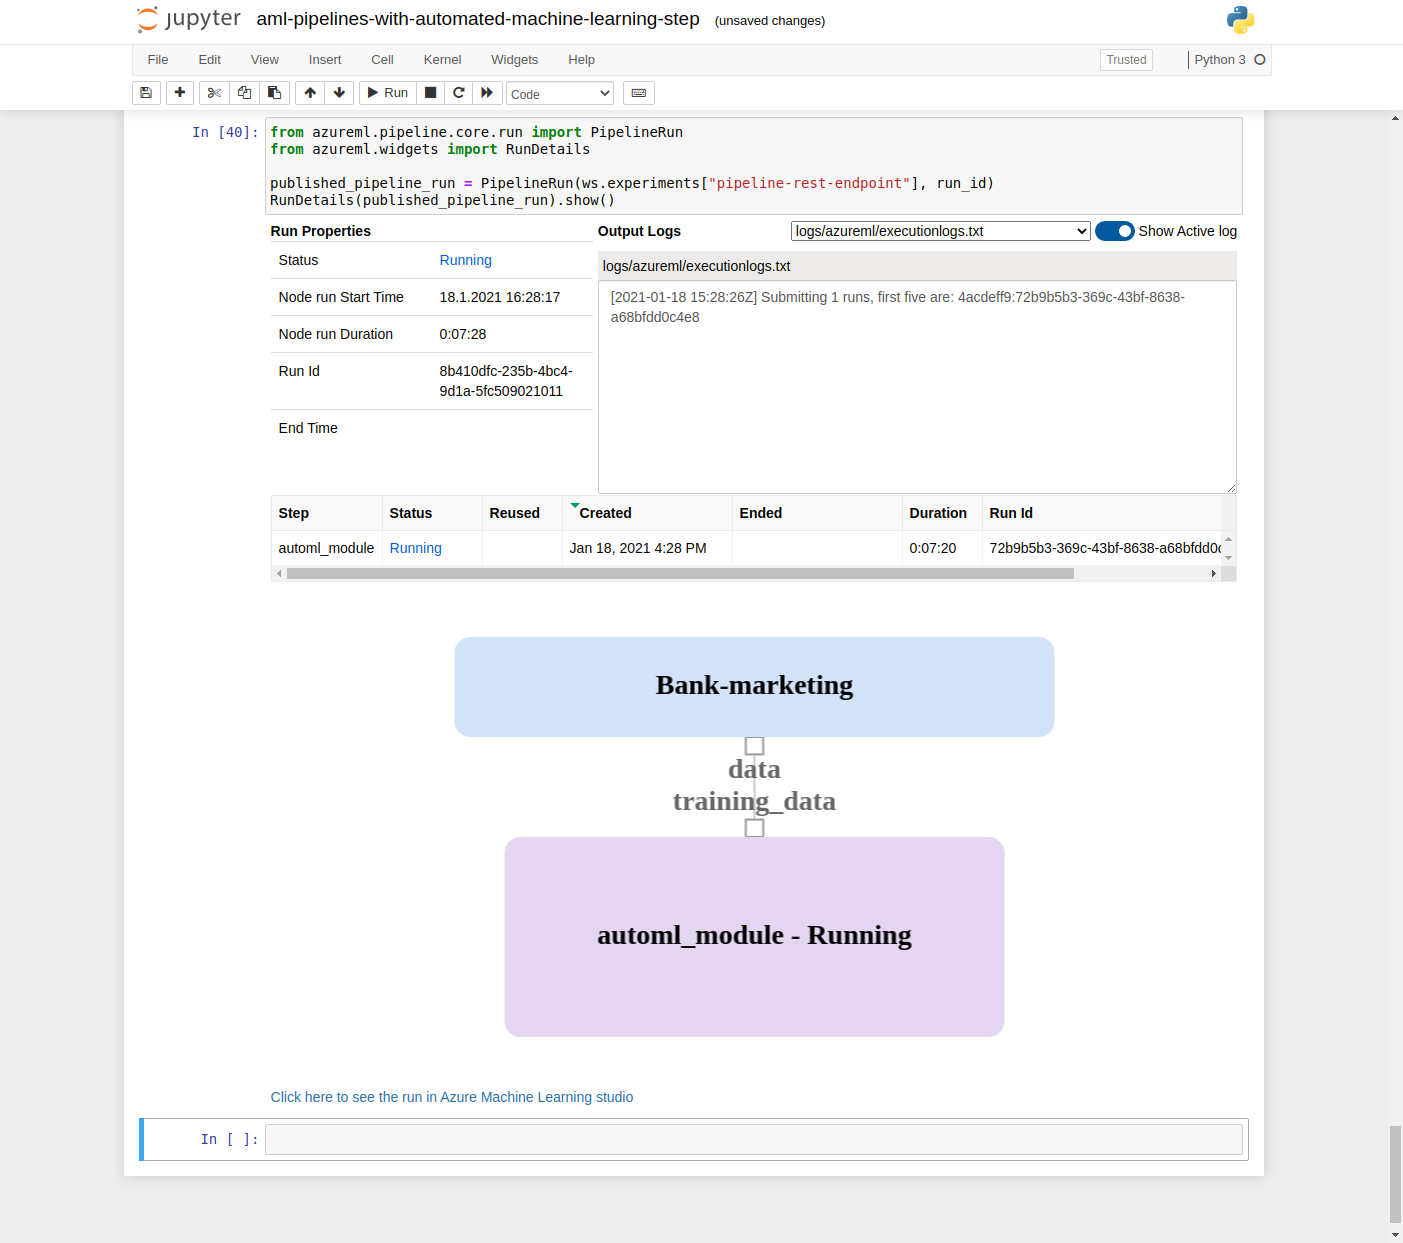 jupyter aml-pipelines-with-automated-machine-learning-step (unsaved changes)
File Edit View Insert Cell Kernel Widgets Help Trusted Python 3
Run Code
In [40]: from azureml.pipeline.core.run import PipelineRun
from azureml.widgets import RunDetails
published_pipeline_run = PipelineRun(ws.experiments["pipeline-rest-endpoint"], run_id)
RunDetails(published_pipeline_run).show()
Run Properties
Status Running
Node run Start Time 18.1.2021 16:28:17
Node run Duration 0:07:28
Run Id 8b410dfc-235b-4bc4-
9d1a-5fc509021011
End Time
Output Logs logs/azureml/executionlogs.txt Show Active log
logs/azureml/executionlogs.txt
[2021-01-18 15:28:26Z] Submitting 1 runs, first five are: 4acdeff9:72b9b5b3-369c-43bf-8638-
a68bfdd0c4e8
Step Status Reused Created Ended Duration Run Id
automl_module Running Jan 18, 2021 4:28 PM 0:07:20 72b9b5b3-369c-43bf-8638-a68bfdd0c
Bank-marketing
data
training_data
automl_module - Running
Click here to see the run in Azure Machine Learning studio
In [ ]: